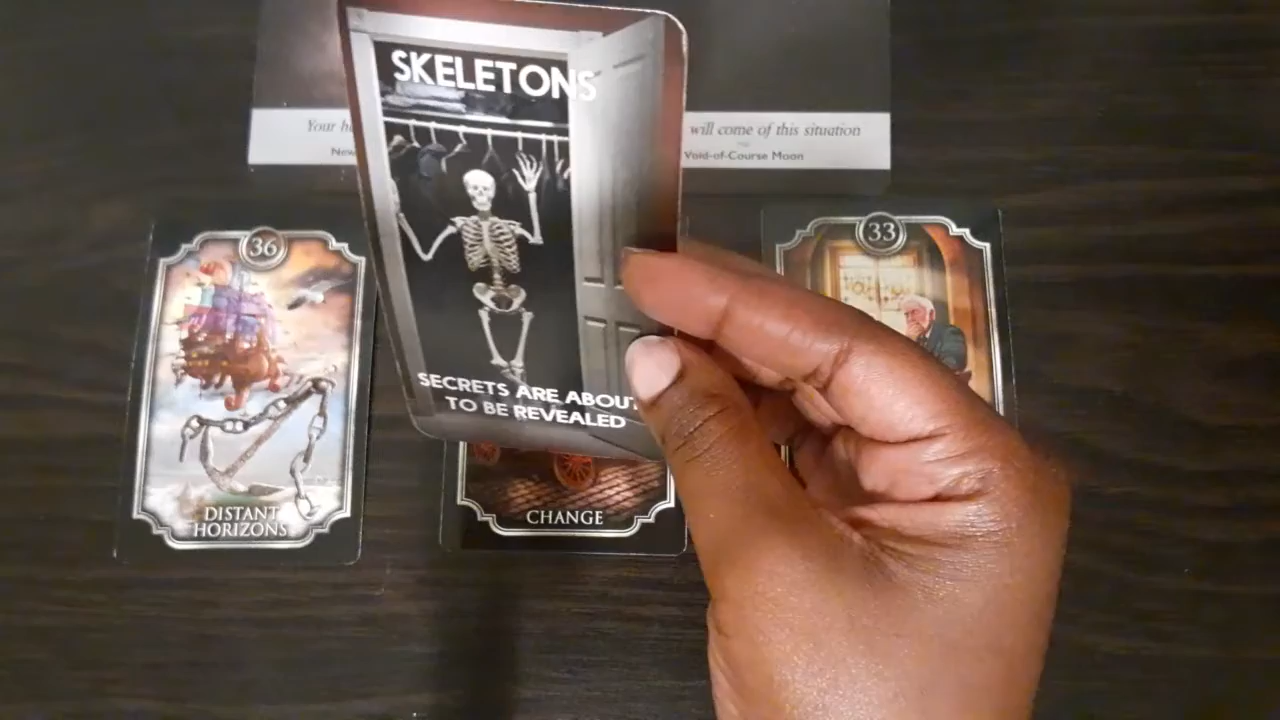 SKELETONS
Your
will come of this situation
New
Void-of-Course Moon
36
33
SECRETS ARE ABOUT
TO BE REVEALED
DISTANT
HORIZONS
CHANGE